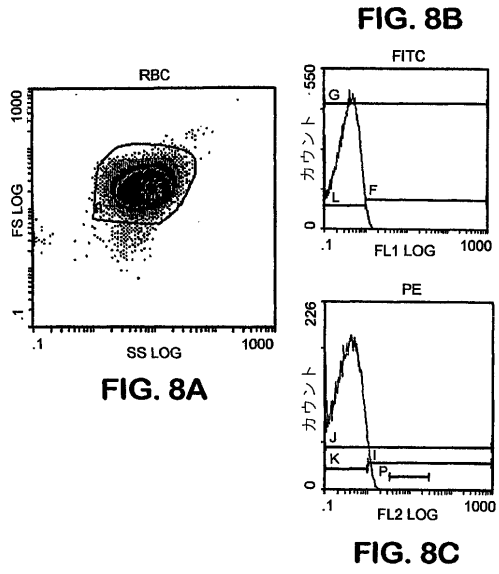 FIG. 8B
RBC
1000
FS LOG
.1
.1
SS LOG
1000
FIG. 8A
FITC
550
カウント
0
G
L
F
.1
FL1 LOG
1000
PE
226
カウント
0
J
K
I
P
.1
FL2 LOG
1000
FIG. 8C